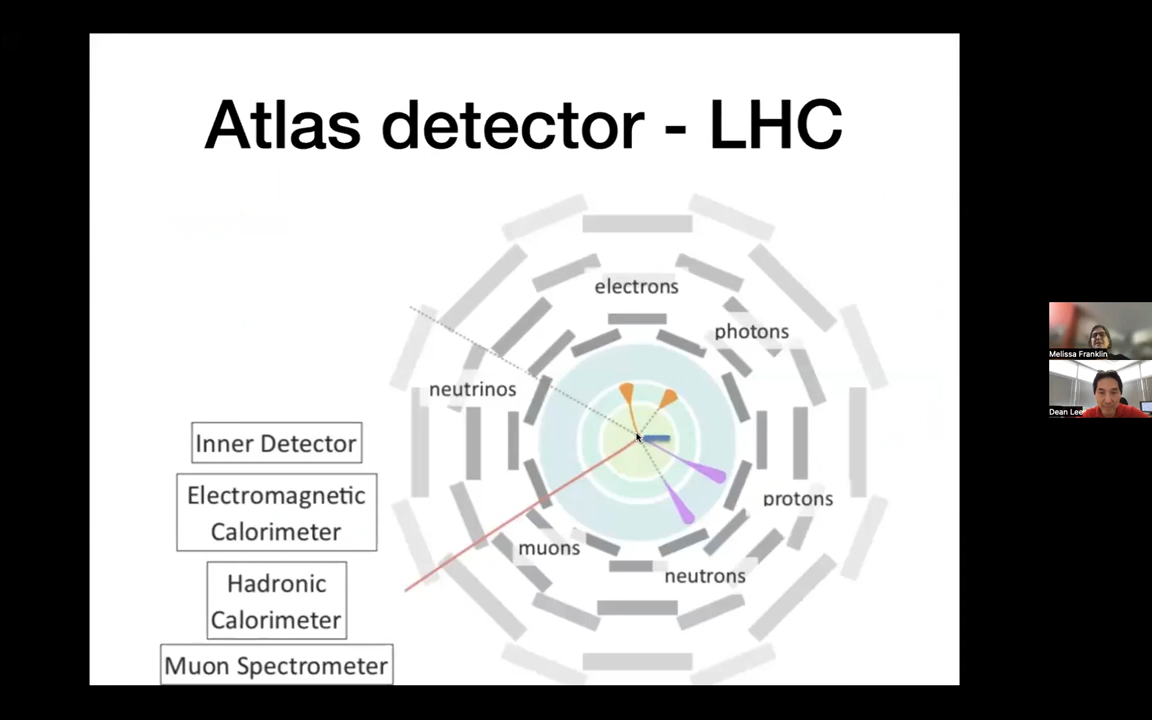 Atlas detector - LHC
electrons
photons
neutrinos
Inner Detector
Electromagnetic
Calorimeter
protons
muons
neutrons
Hadronic
Calorimeter
Muon Spectrometer
Melissa Franklin
Dean Lee